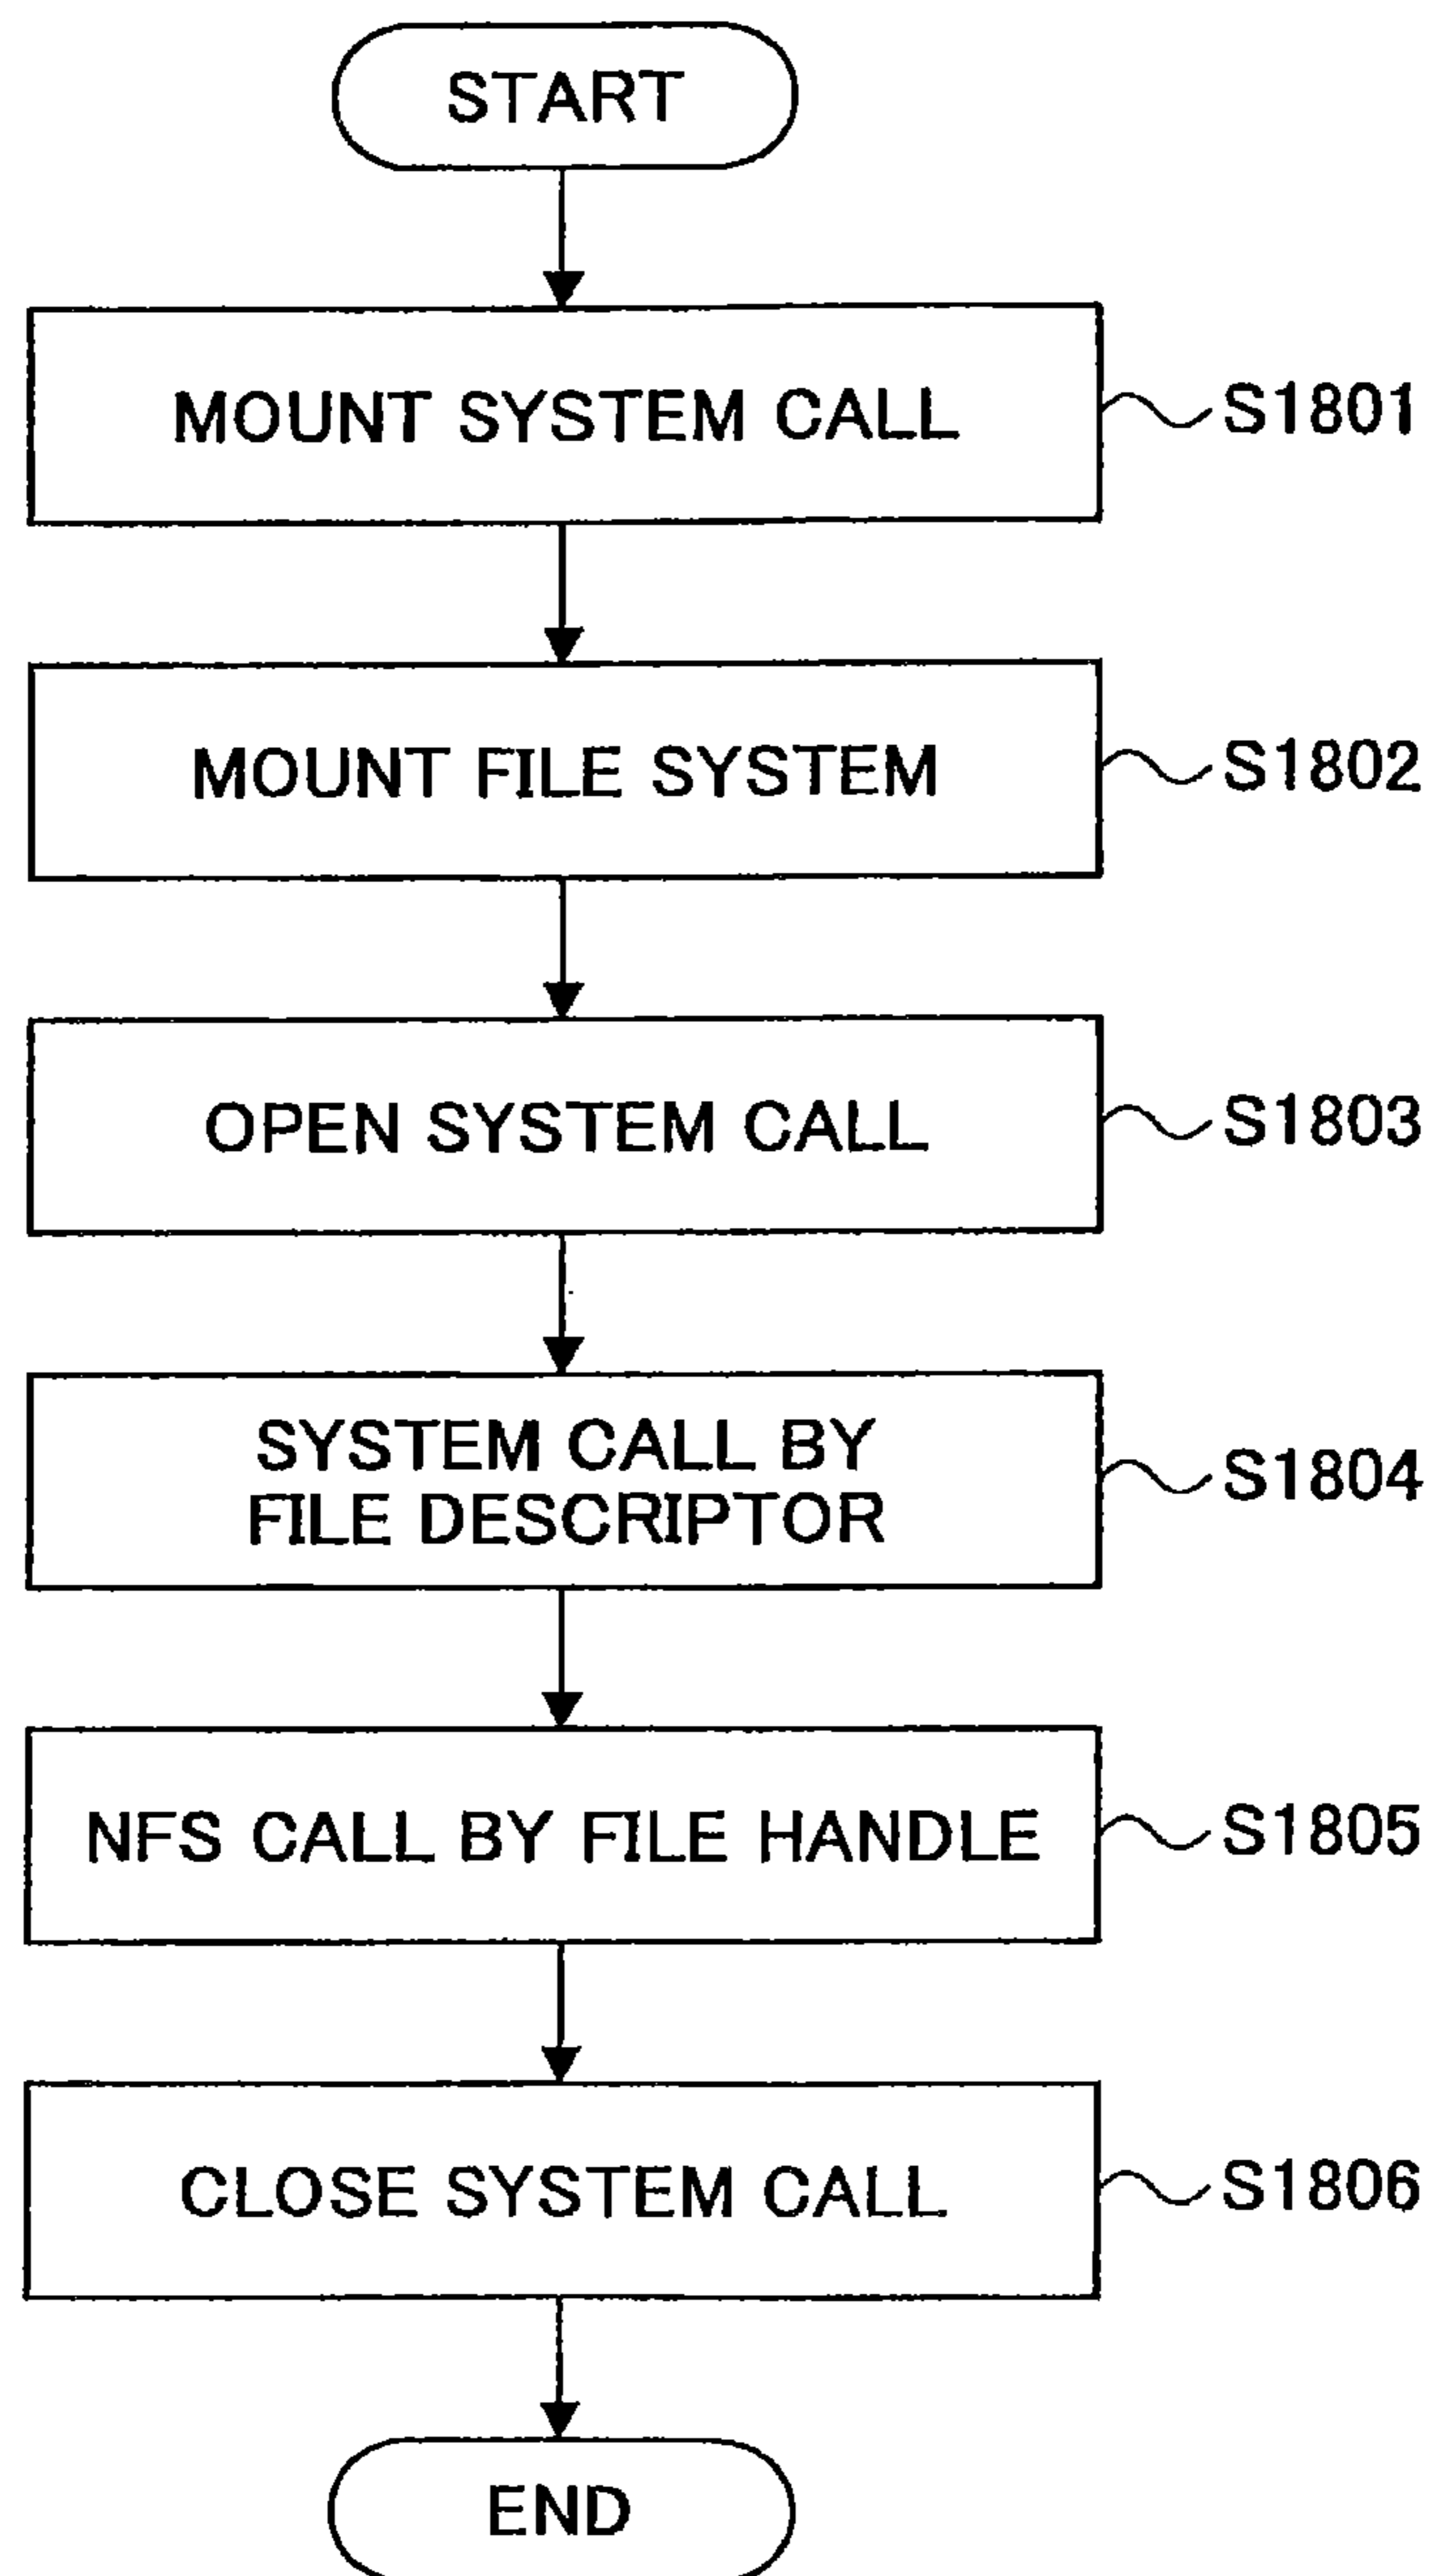 START
MOUNT SYSTEM CALL
S1801
MOUNT FILE SYSTEM
S1802
OPEN SYSTEM CALL
S1803
SYSTEM CALL BY
FILE DESCRIPTOR
S1804
NFS CALL BY FILE HANDLE
S1805
CLOSE SYSTEM CALL
S1806
END